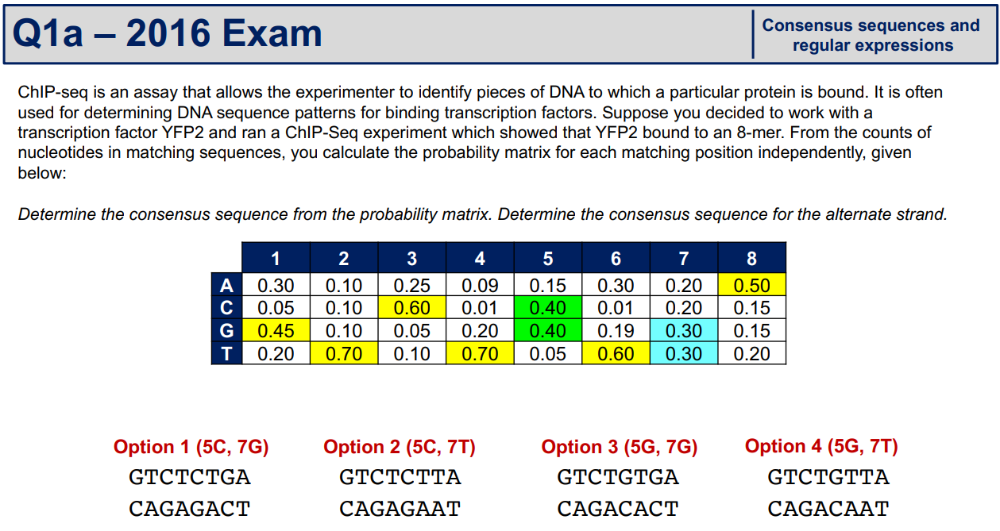 Q1a – 2016 Exam
Consensus sequences and
regular expressions
ChIP-seq is an assay that allows the experimenter to identify pieces of DNA to which a particular protein is bound. It is often
used for determining DNA sequence patterns for binding transcription factors. Suppose you decided to work with a
transcription factor YFP2 and ran a ChIP-Seq experiment which showed that YFP2 bound to an 8-mer. From the counts of
nucleotides in matching sequences, you calculate the probability matrix for each matching position independently, given
below:
Determine the consensus sequence from the probability matrix. Determine the consensus sequence for the alternate strand.
1 2 3 4 5 6 7 8
A 0.30 0.10 0.25 0.09 0.15 0.30 0.20 0.50
C 0.05 0.10 0.60 0.01 0.40 0.01 0.20 0.15
G 0.45 0.10 0.05 0.20 0.40 0.19 0.30 0.15
T 0.20 0.70 0.10 0.70 0.05 0.60 0.30 0.20
Option 1 (5C, 7G) Option 2 (5C, 7T) Option 3 (5G, 7G) Option 4 (5G, 7T)
GTCTCTGA GTCTCTTA GTCTGTGA GTCTGTTA
CAGAGACT CAGAGAAT CAGACACT CAGACAAT